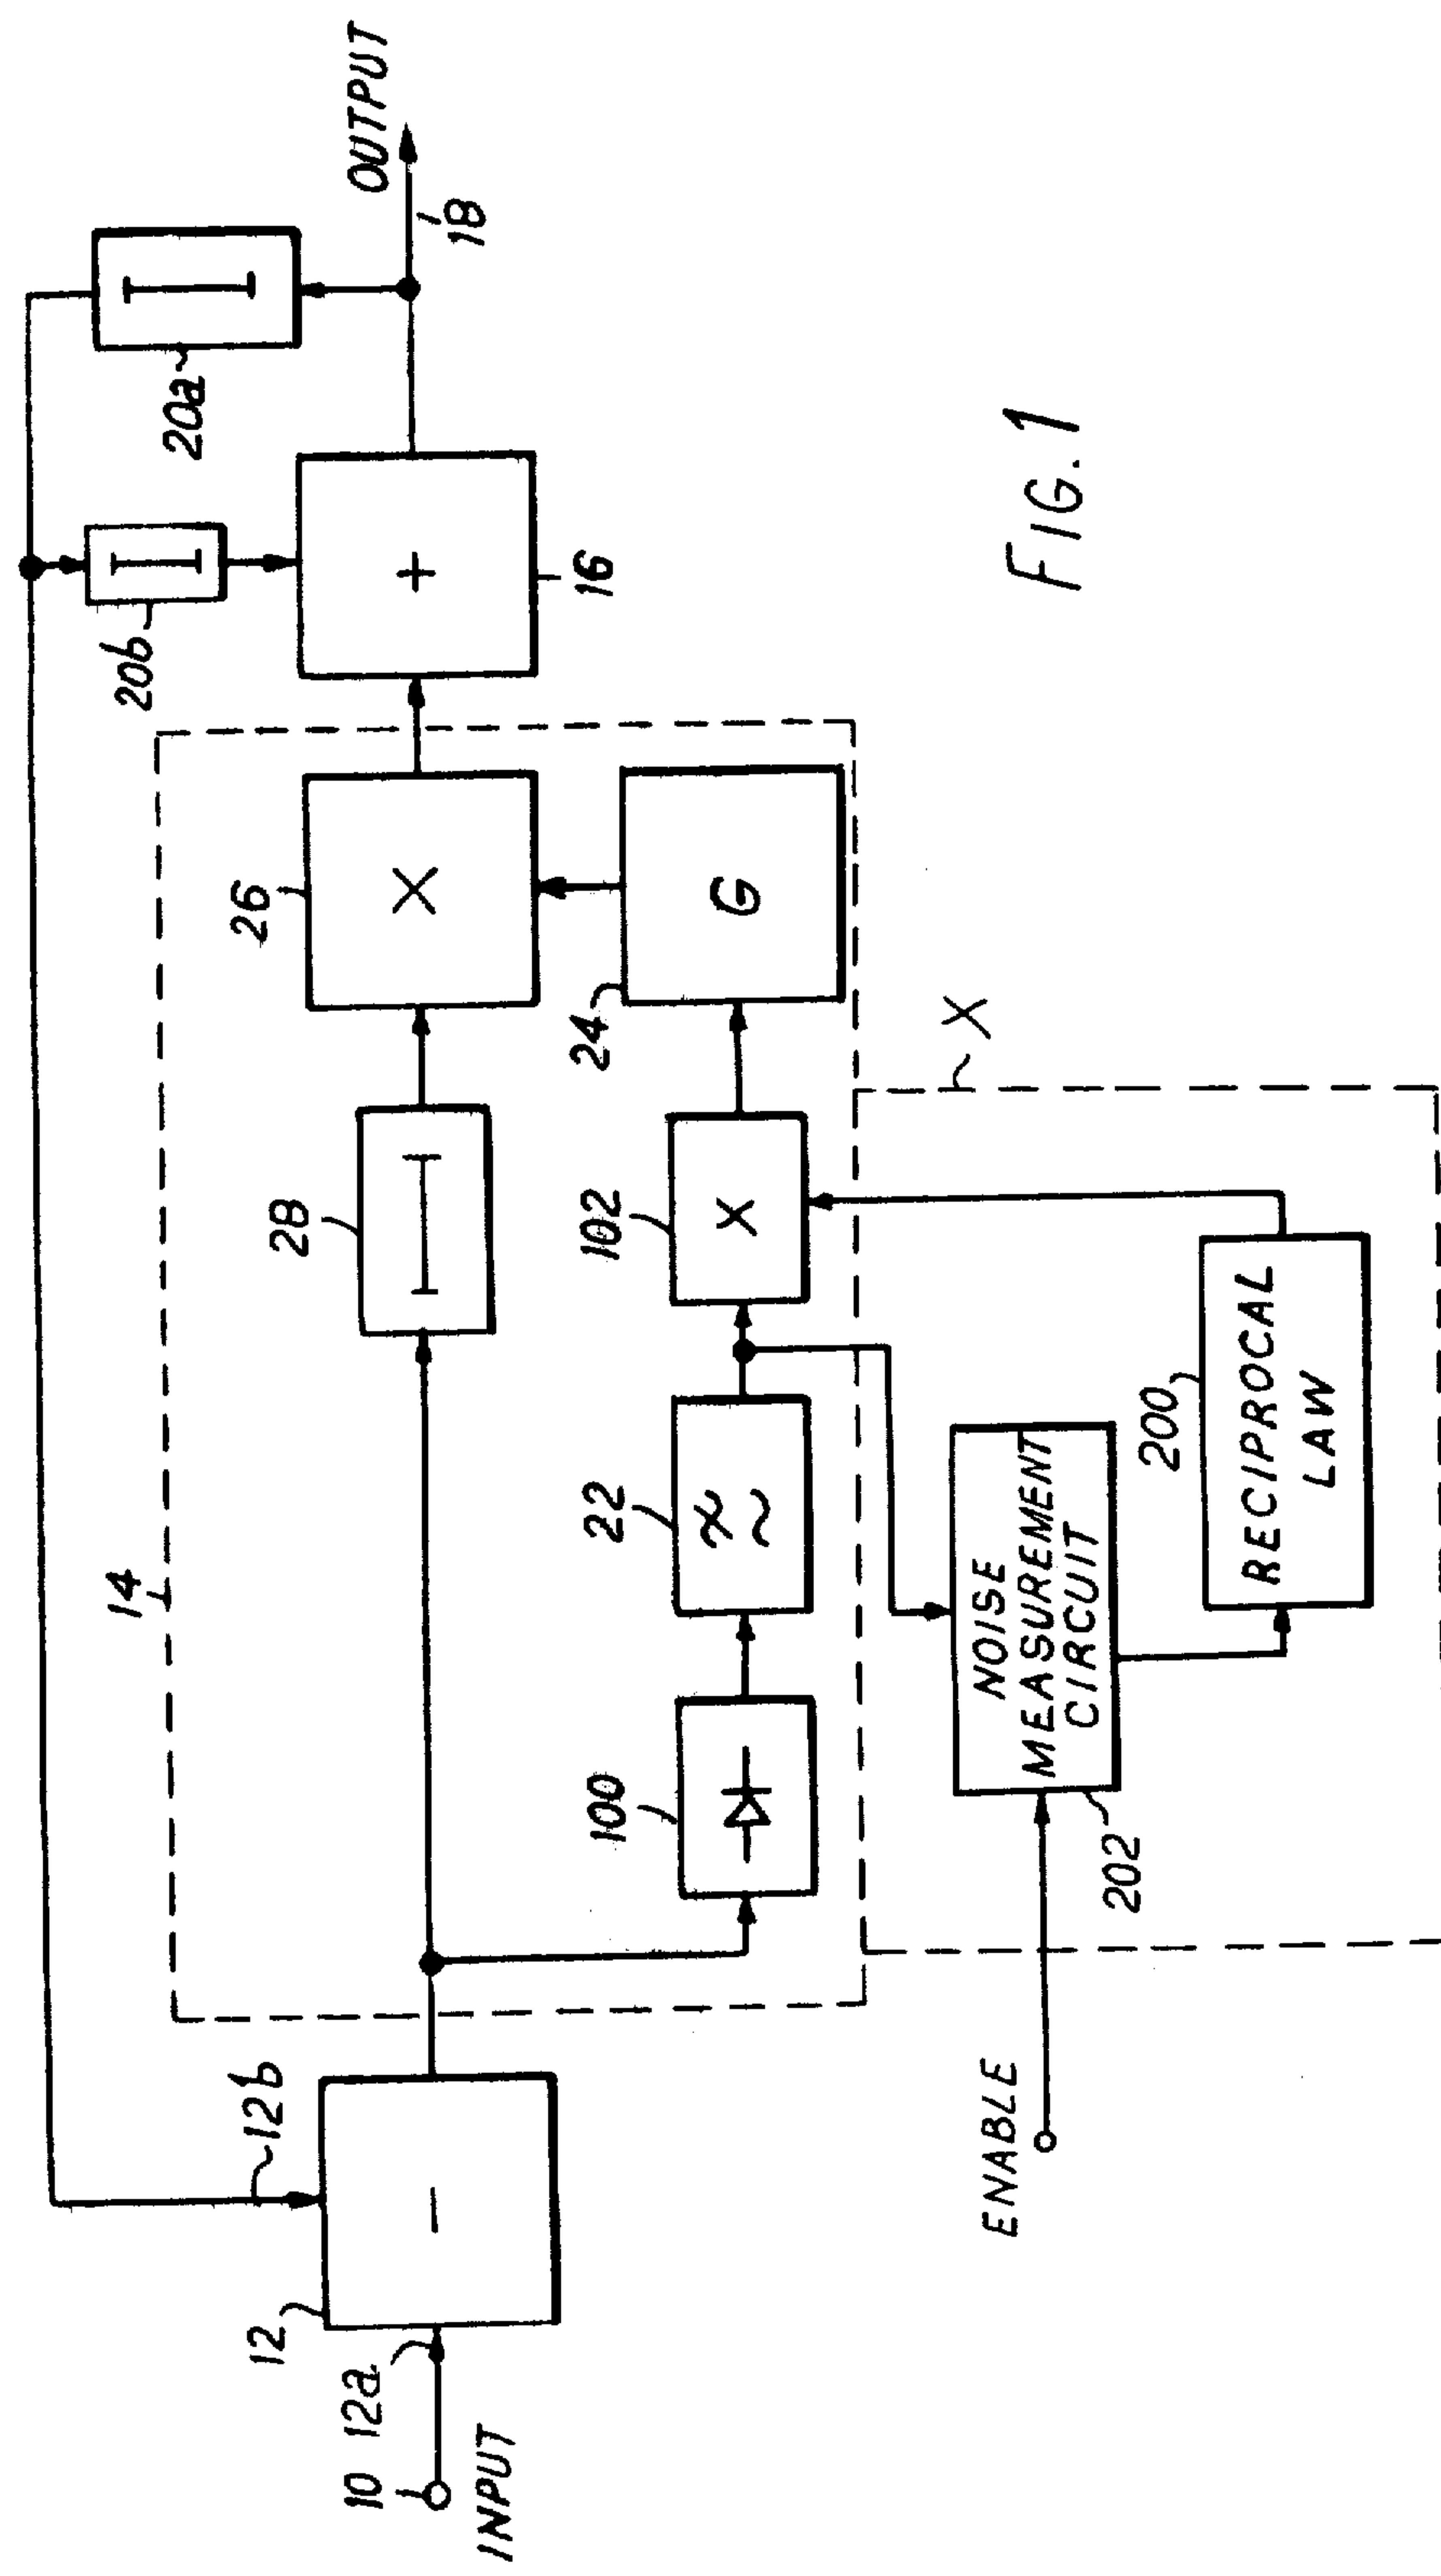 20a
OUTPUT
18
20b
+
16
14
26
X
28
24
G
102
X
22
100
12b
12
−
10
12a
INPUT
X
NOISE
MEASUREMENT
CIRCUIT
202
200
RECIPROCAL
LAW
ENABLE
FIG. 1